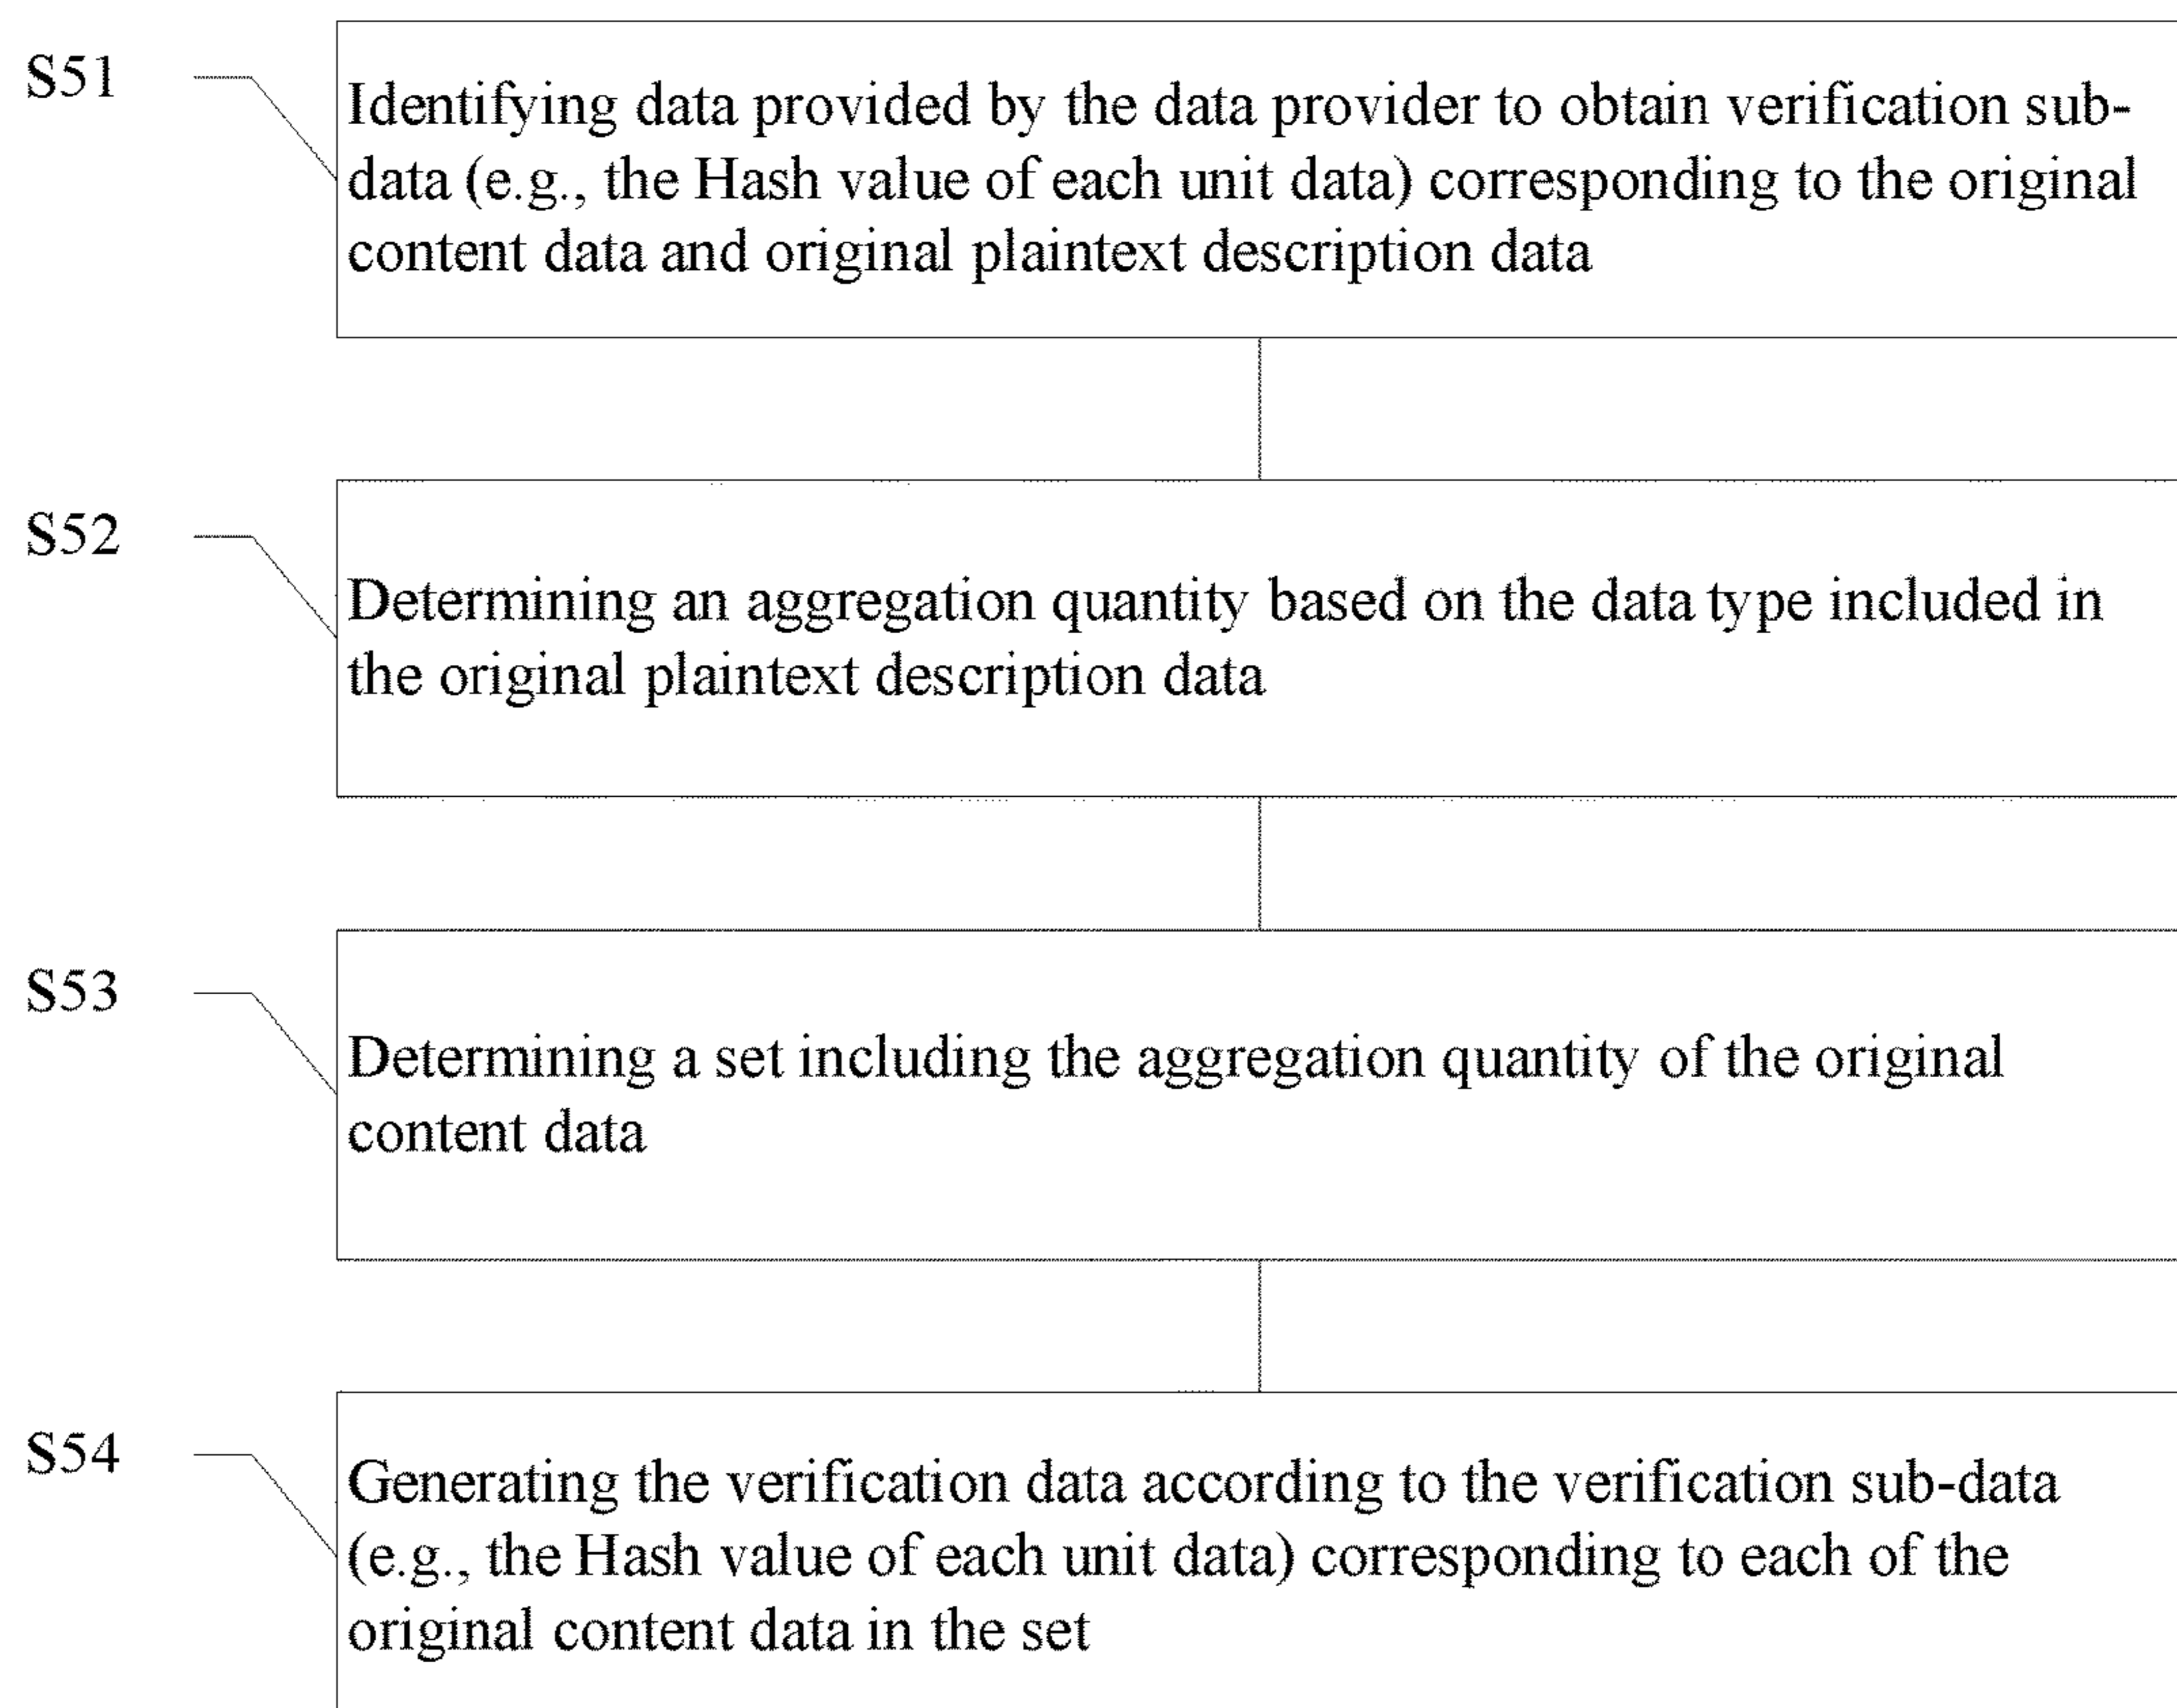 S51
Identifying data provided by the data provider to obtain verification sub-
data (e.g., the Hash value of each unit data) corresponding to the original
content data and original plaintext description data
S52
Determining an aggregation quantity based on the data type included in
the original plaintext description data
S53
Determining a set including the aggregation quantity of the original
content data
S54
Generating the verification data according to the verification sub-data
(e.g., the Hash value of each unit data) corresponding to each of the
original content data in the set